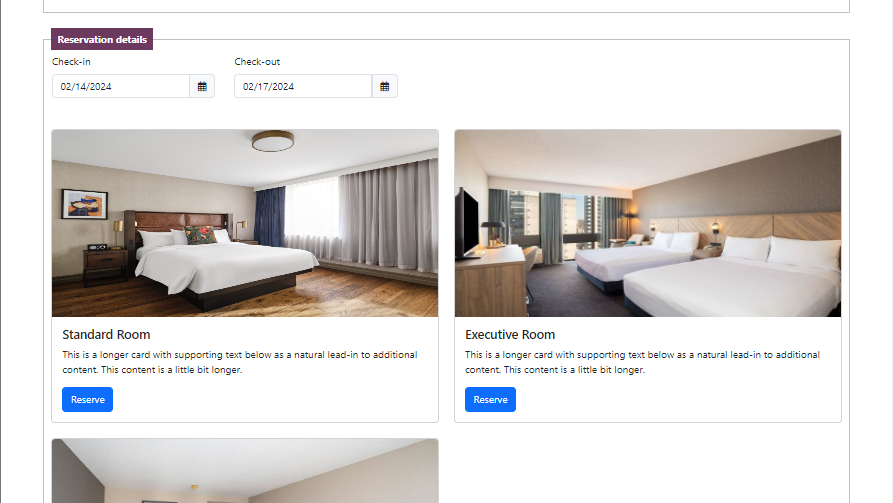 Reservation details
Check-in
Check-out
02/14/2024
02/17/2024
Standard Room
This is a longer card with supporting text below as a natural lead-in to additional
content. This content is a little bit longer.
Reserve
Executive Room
This is a longer card with supporting text below as a natural lead-in to additional
content. This content is a little bit longer.
Reserve